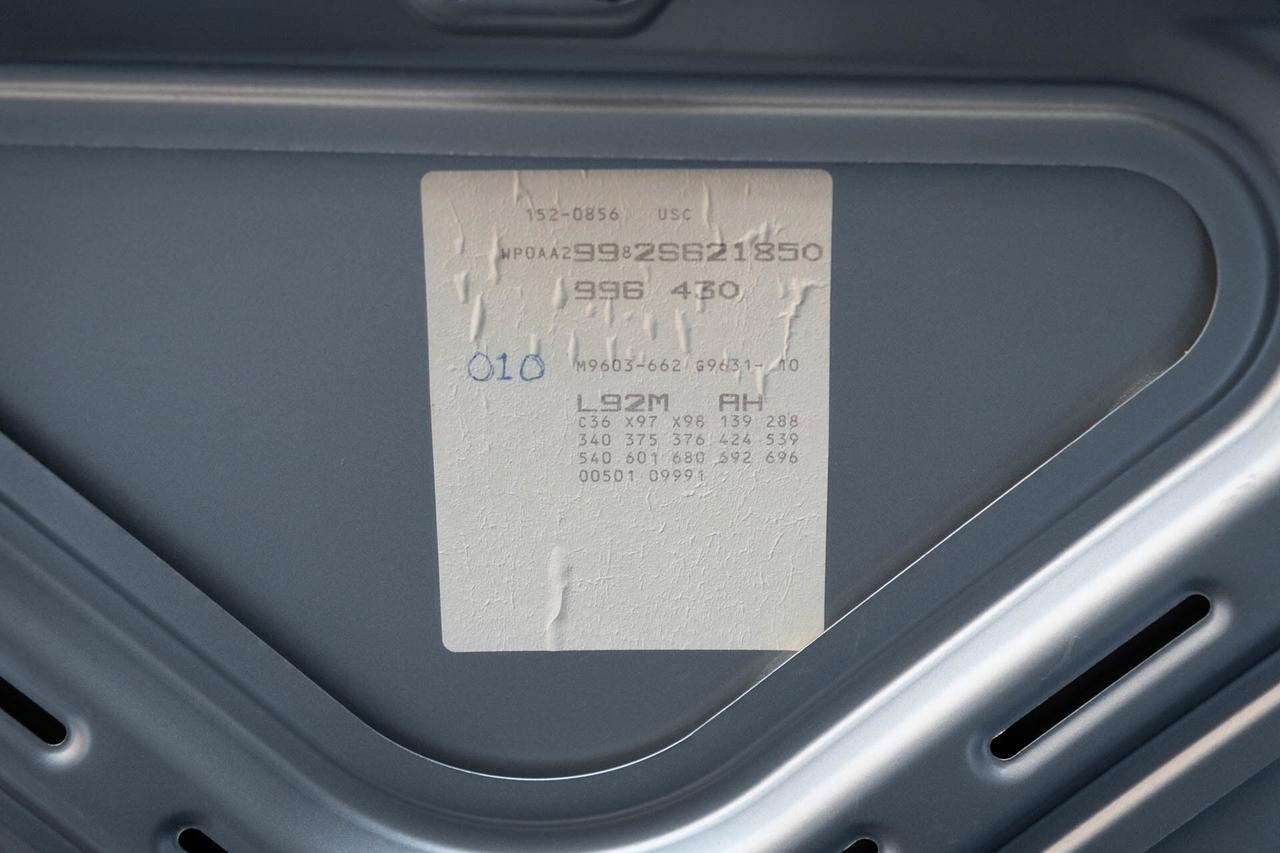 152-0856 USC
WP0AA29982S621850
996 430
010 M9603-662 G9631- 10
L92M AH
C36 X97 X98 139 288
340 375 376 424 539
540 601 680 692 696
00501 09991